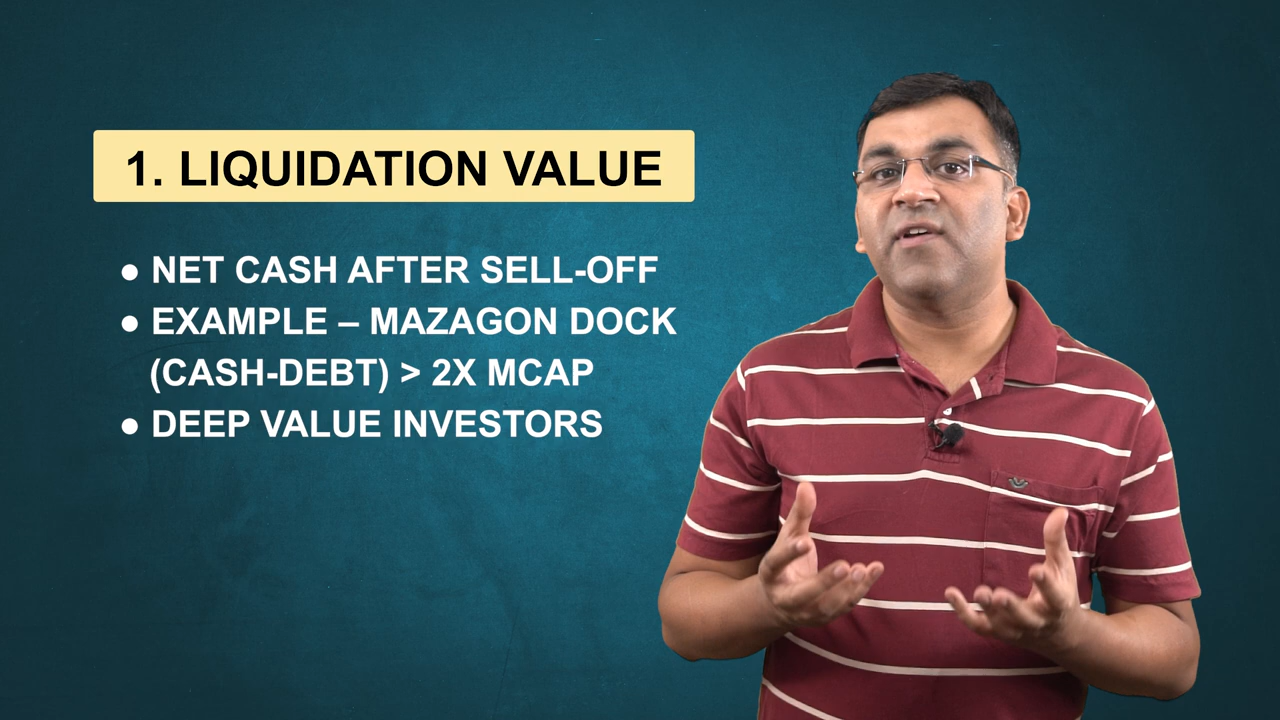 1. LIQUIDATION VALUE
● NET CASH AFTER SELL-OFF
● EXAMPLE – MAZAGON DOCK
(CASH-DEBT) > 2X MCAP
● DEEP VALUE INVESTORS